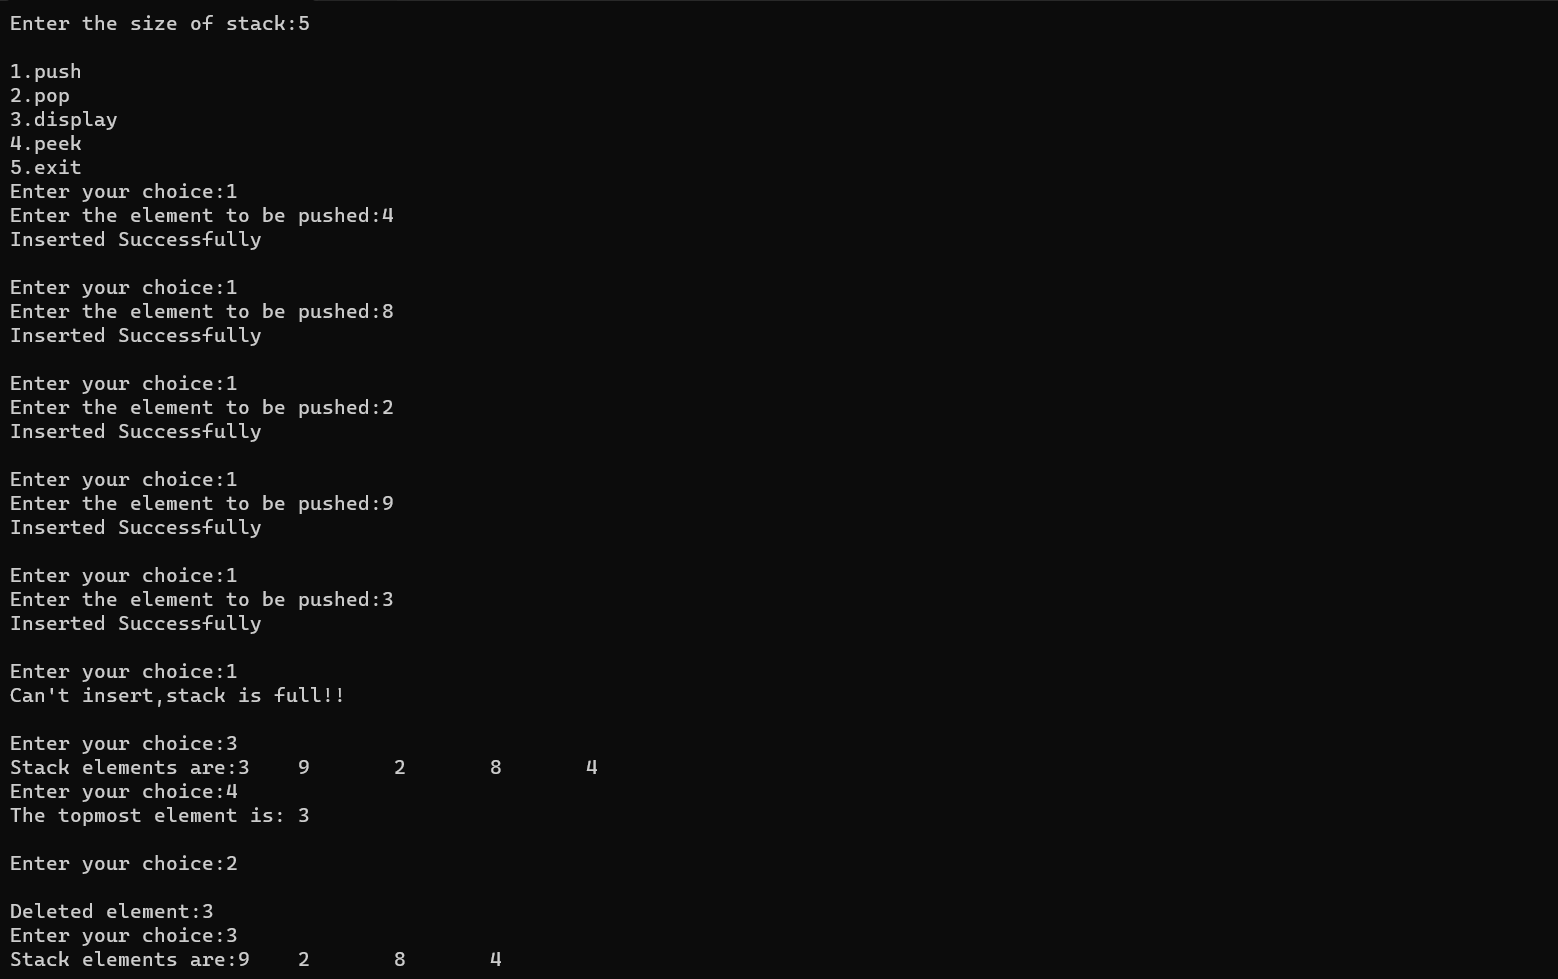 Enter the size of stack:5
1.push
2.pop
3.display
4.peek
5.exit
Enter your choice:1
Enter the element to be pushed:4
Inserted Successfully
Enter your choice:1
Enter the element to be pushed:8
Inserted Successfully
Enter your choice:1
Enter the element to be pushed:2
Inserted Successfully
Enter your choice:1
Enter the element to be pushed:9
Inserted Successfully
Enter your choice:1
Enter the element to be pushed:3
Inserted Successfully
Enter your choice:1
Can't insert,stack is full!!
Enter your choice:3
Stack elements are:3    9       2       8       4
Enter your choice:4
The topmost element is: 3
Enter your choice:2
Deleted element:3
Enter your choice:3
Stack elements are:9    2       8       4